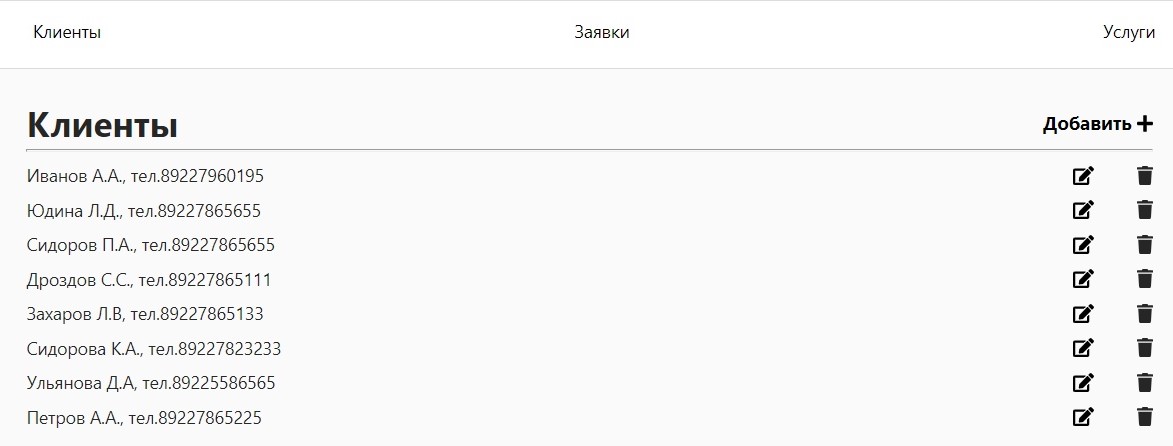 Клиенты Заявки Услуги
Клиенты Добавить
Иванов А.А., тел.89227960195
Юдина Л.Д., тел.89227865655
Сидоров П.А., тел.89227865655
Дроздов С.С., тел.89227865111
Захаров Л.В, тел.89227865133
Сидорова К.А., тел.89227823233
Ульянова Д.А, тел.89225586565
Петров А.А., тел.89227865225